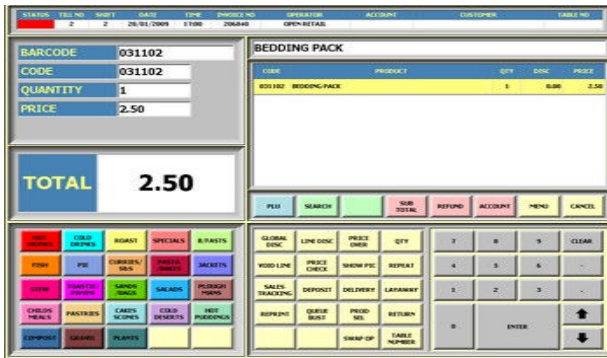 STATUS TILL NO SHIFT DATE TIME INVOICE NO OPERATOR ACCOUNT CUSTOMER TABLE NO
2 2 20/01/2009 17:00 206840 OPEN RETAIL
BARCODE 031102
CODE 031102
QUANTITY 1
PRICE 2.50
BEDDING PACK
CODE PRODUCT QTY DISC PRICE
031102 BEDDING PACK 1 0.00 2.50
TOTAL 2.50
PLU SEARCH SUB TOTAL REFUND ACCOUNT MENU CANCEL
HOT DRINKS COLD DRINKS ROAST SPECIALS B/FASTS
FISH PIE CURRIES/ S&S PASTA /BAKES JACKETS
STEW TOASTIE /PANINI SANDS /BAGS SALADS PLOUGH MANS
CHILDS MEALS PASTRIES CAKES SCONES COLD DESERTS HOT PUDDINGS
COMPOST GRAVEL PLANTS
GLOBAL DISC LINE DISC PRICE OVER QTY
VOID LINE PRICE CHECK SHOW PIC REPEAT
SALES TRACKING DEPOSIT DELIVERY LAYAWAY
REPRINT QUEUE BUST PROD SEL RETURN
SWAP OP TABLE NUMBER
7 8 9 CLEAR
4 5 6 -
1 2 3 .
0 ENTER